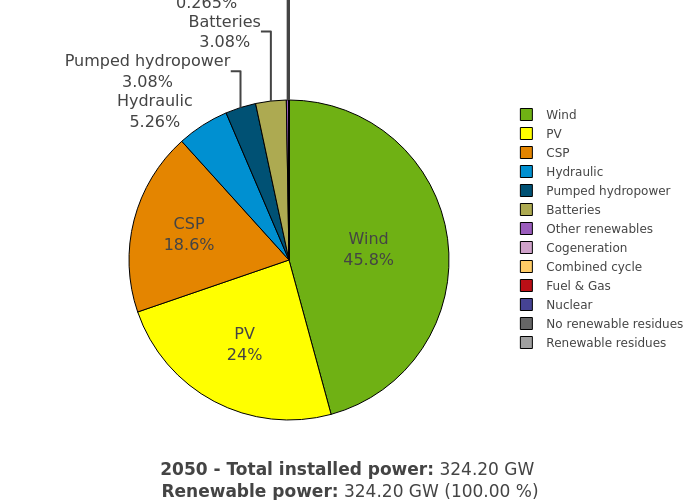 0.265%
Batteries
3.08%
Pumped hydropower
3.08%
Hydraulic
5.26%
CSP
18.6%
Wind
45.8%
PV
24%
Wind
PV
CSP
Hydraulic
Pumped hydropower
Batteries
Other renewables
Cogeneration
Combined cycle
Fuel & Gas
Nuclear
No renewable residues
Renewable residues
2050 - Total installed power: 324.20 GW
Renewable power: 324.20 GW (100.00 %)